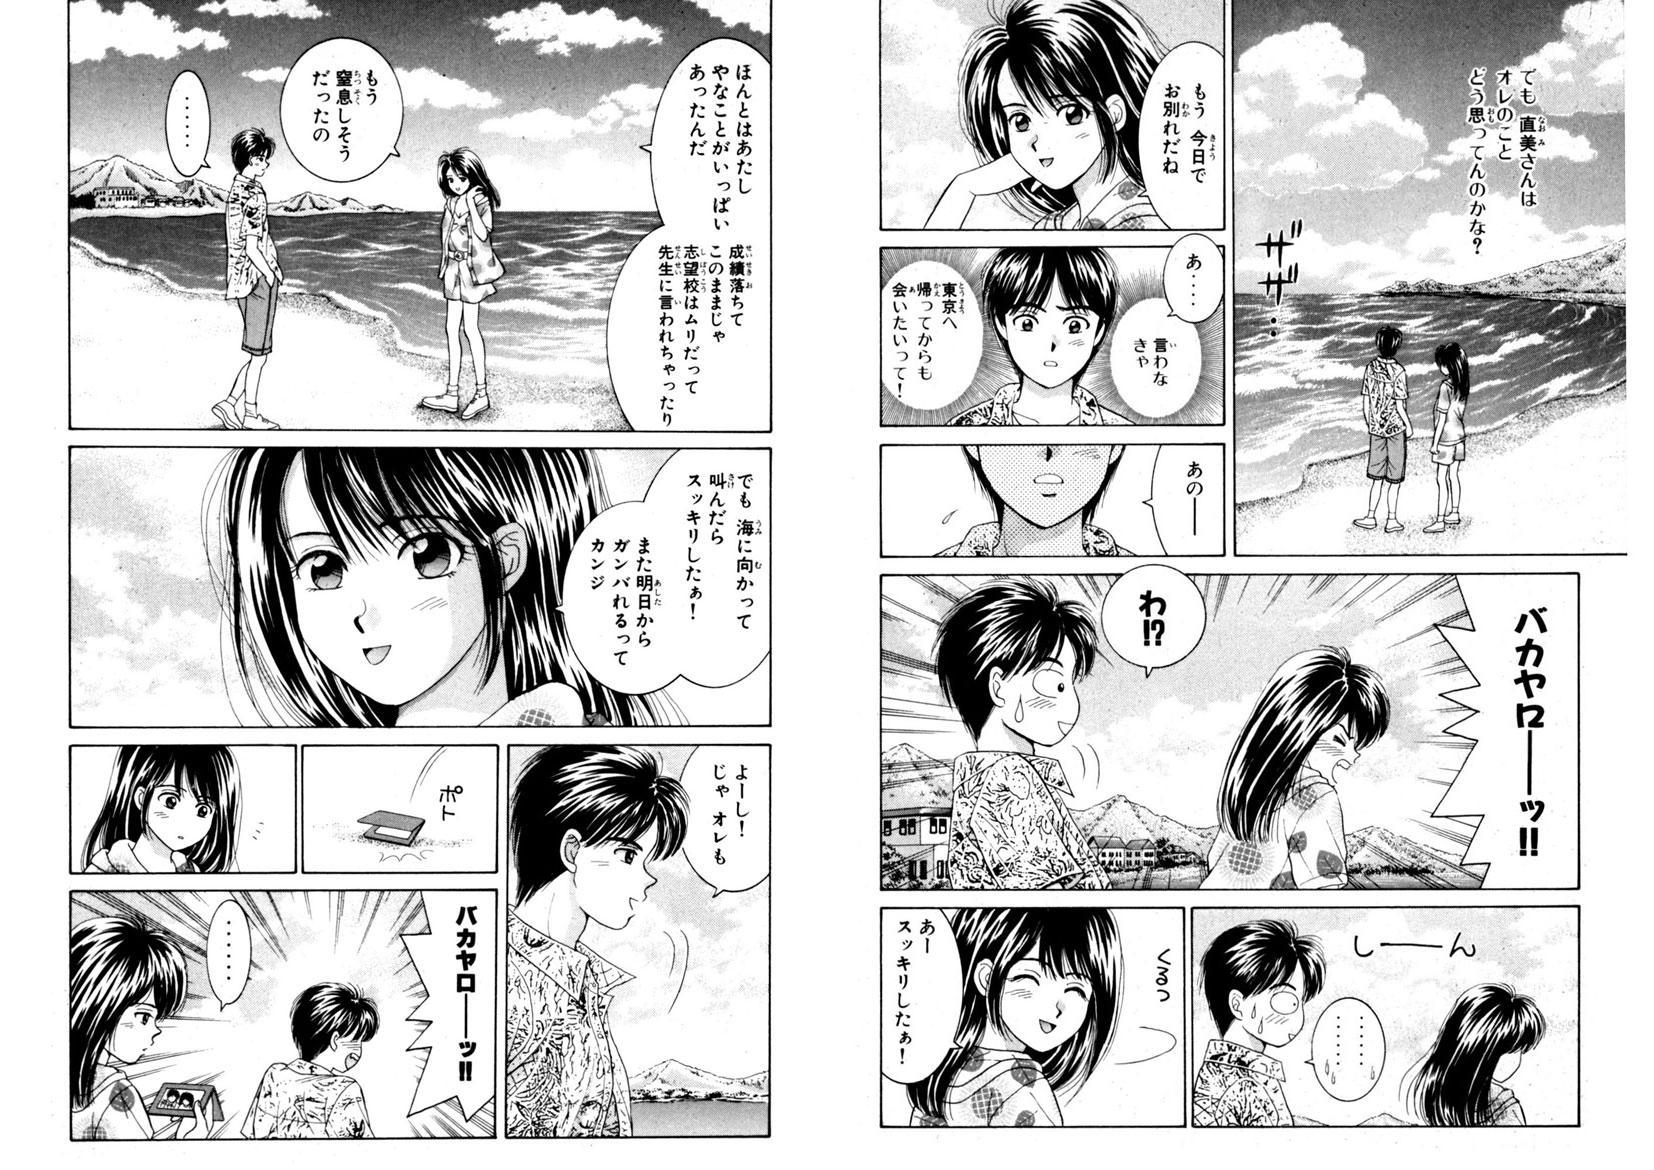 でも 直美さんは
オレのこと
どう思ってんのかな？
ザザ…
もう 今日で
お別れだね
あ‥‥
言わな
きゃ
東京へ
帰ってからも
会いたいって！
あの──
バカヤロ───ッ!!
わ!?
し──ん
‥‥‥
くるっ
あー
スッキリしたぁ！
ほんとはあたし
やなことがいっぱい
あったんだ
成績落ちて
このままじゃ
志望校はムリだって
先生に言われちゃったり
もう
窒息しそう
だったの
‥‥‥
でも 海に向かって
叫んだら
スッキリしたぁ！
また明日から
ガンバれるって
カンジ
よーし！
じゃ オレも
ポト
バカヤロ───ッ!!
‥‥‥